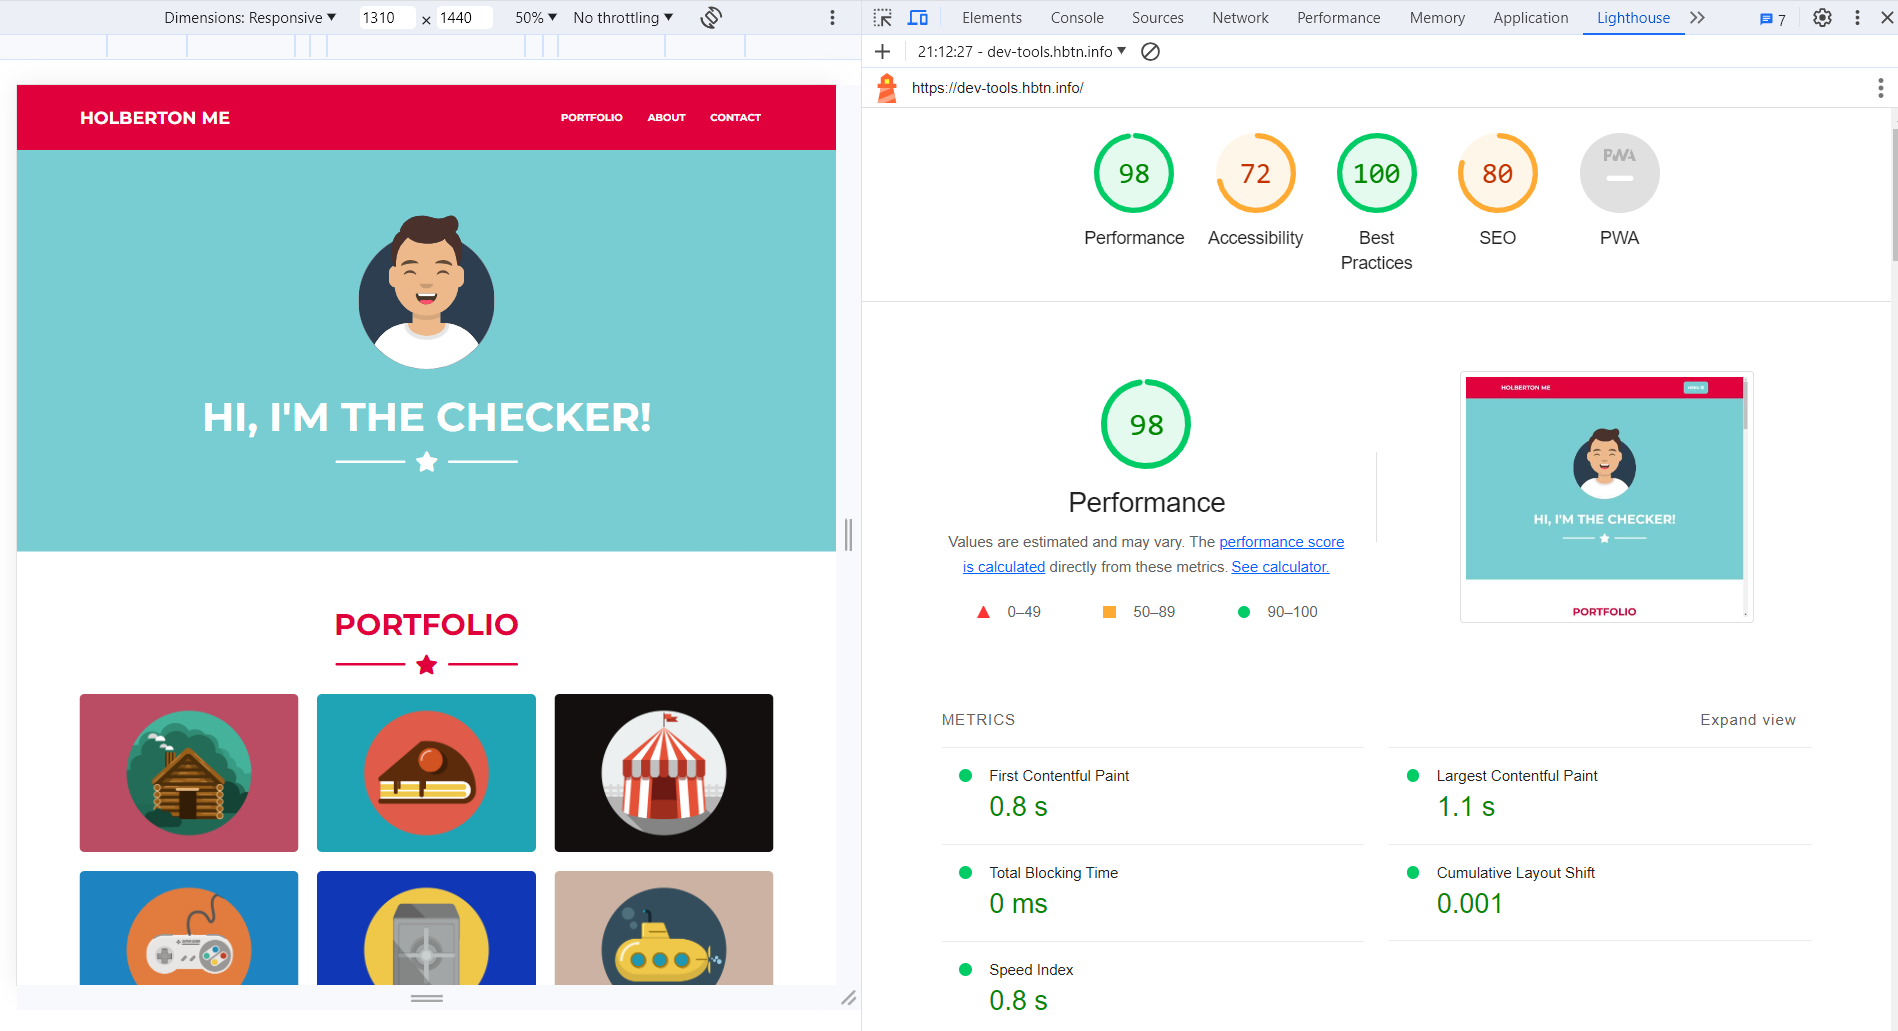 Dimensions: Responsive 1310 × 1440 50% No throttling
Elements Console Sources Network Performance Memory Application Lighthouse 7
21:12:27 - dev-tools.hbtn.info
https://dev-tools.hbtn.info/
HOLBERTON ME PORTFOLIO ABOUT CONTACT
HI, I'M THE CHECKER!
PORTFOLIO
98 72 100 80 PWA
Performance Accessibility Best Practices SEO PWA
98
Performance
Values are estimated and may vary. The performance score
is calculated directly from these metrics. See calculator.
0–49 50–89 90–100
HOLBERTON ME
HI, I'M THE CHECKER!
PORTFOLIO
METRICS Expand view
First Contentful Paint
0.8 s
Largest Contentful Paint
1.1 s
Total Blocking Time
0 ms
Cumulative Layout Shift
0.001
Speed Index
0.8 s